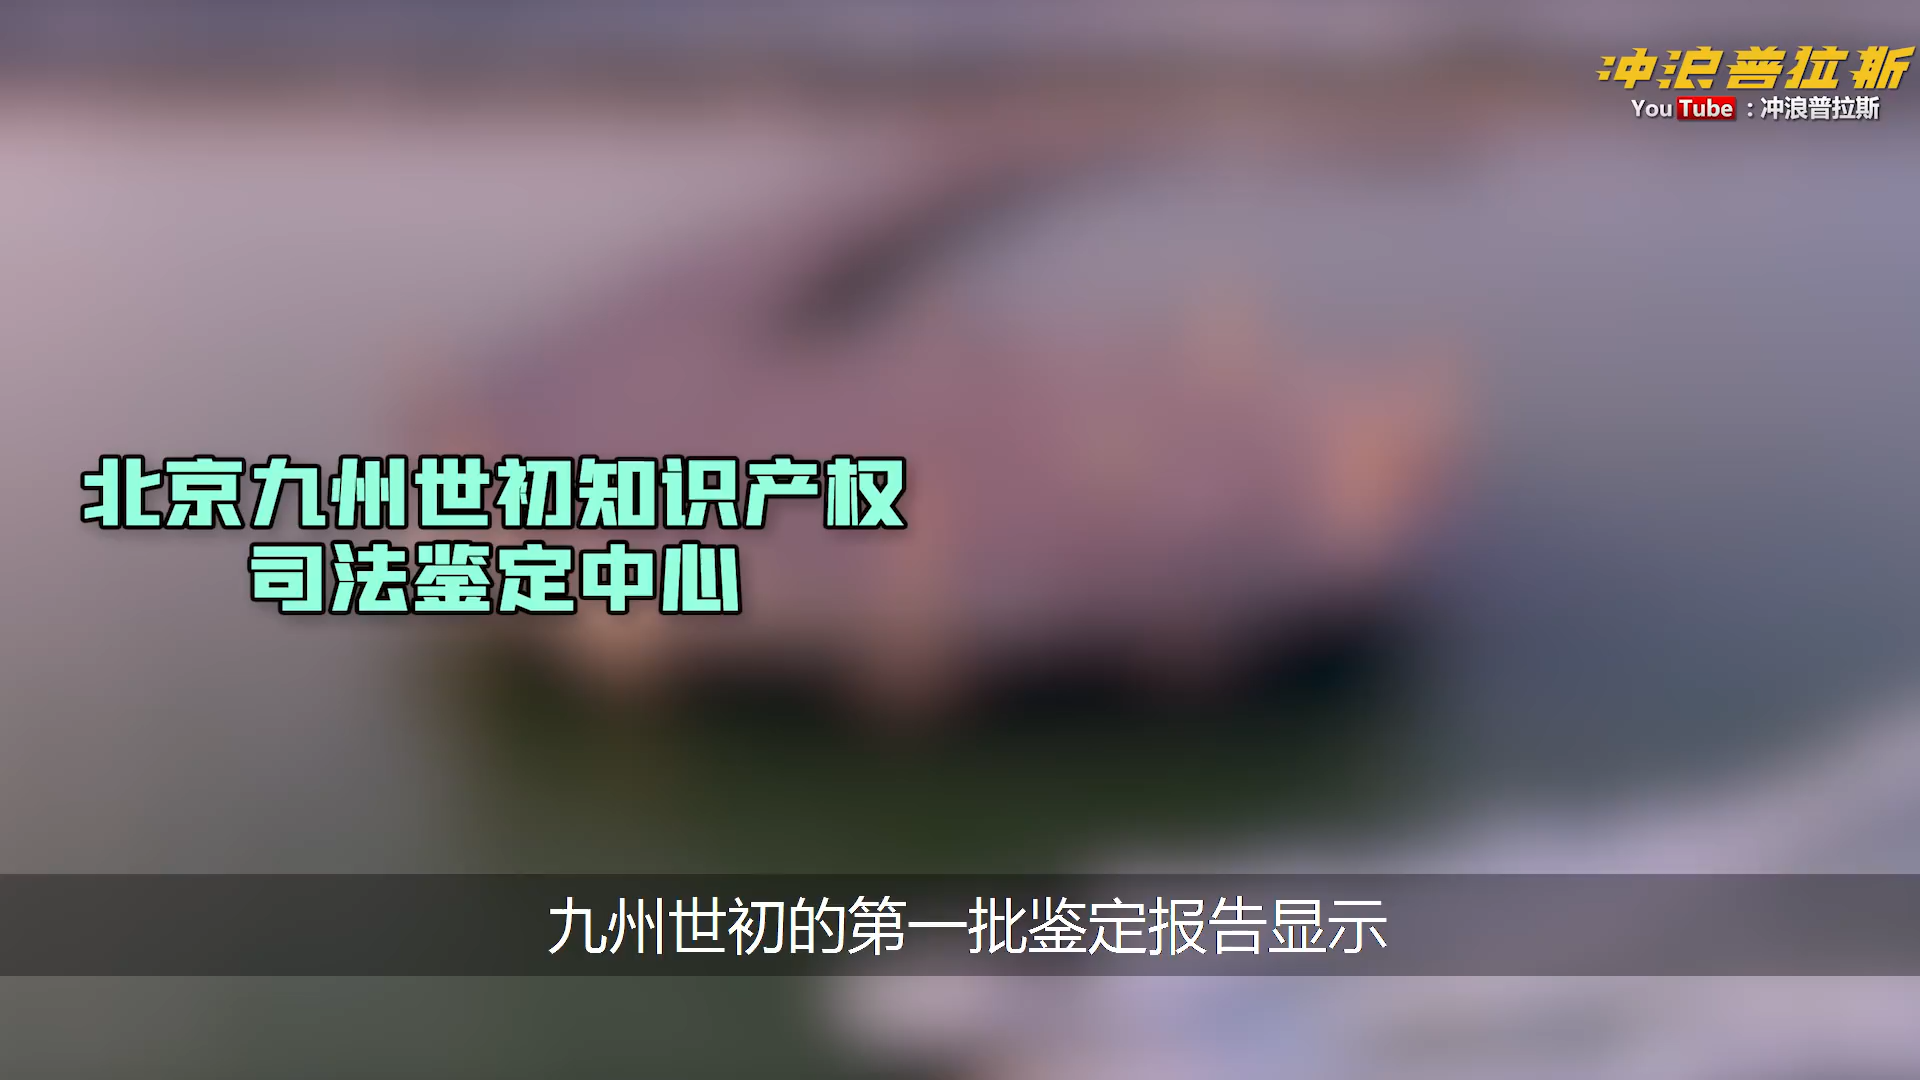 冲浪普拉斯
YouTube：冲浪普拉斯
北京九州世初知识产权
司法鉴定中心
九州世初的第一批鉴定报告显示